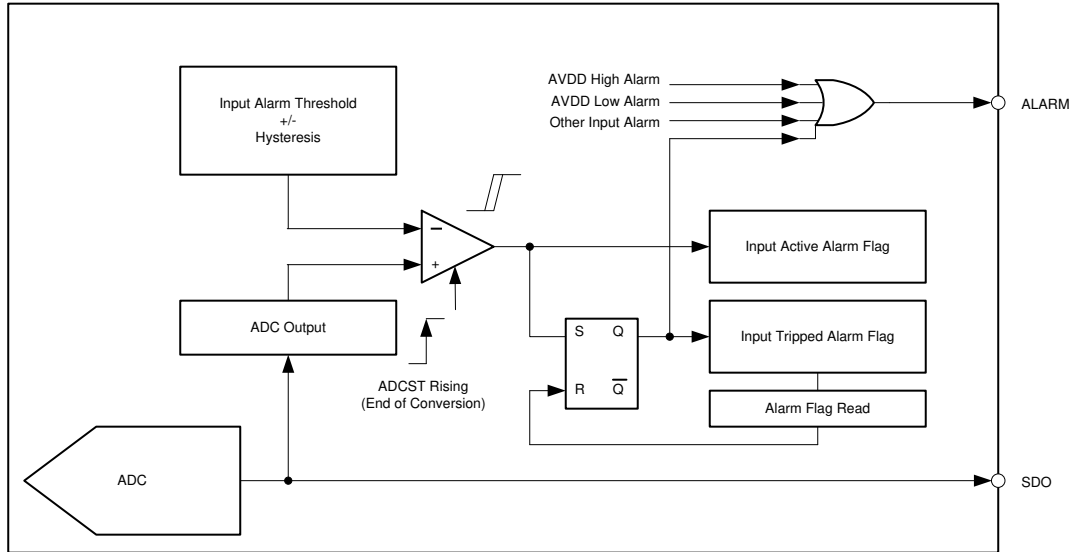 Input Alarm Threshold
+/-
Hysteresis
AVDD High Alarm
AVDD Low Alarm
Other Input Alarm
ALARM
−
+
Input Active Alarm Flag
ADC Output
ADCST Rising
(End of Conversion)
S Q
R Q̅
Input Tripped Alarm Flag
Alarm Flag Read
ADC
SDO